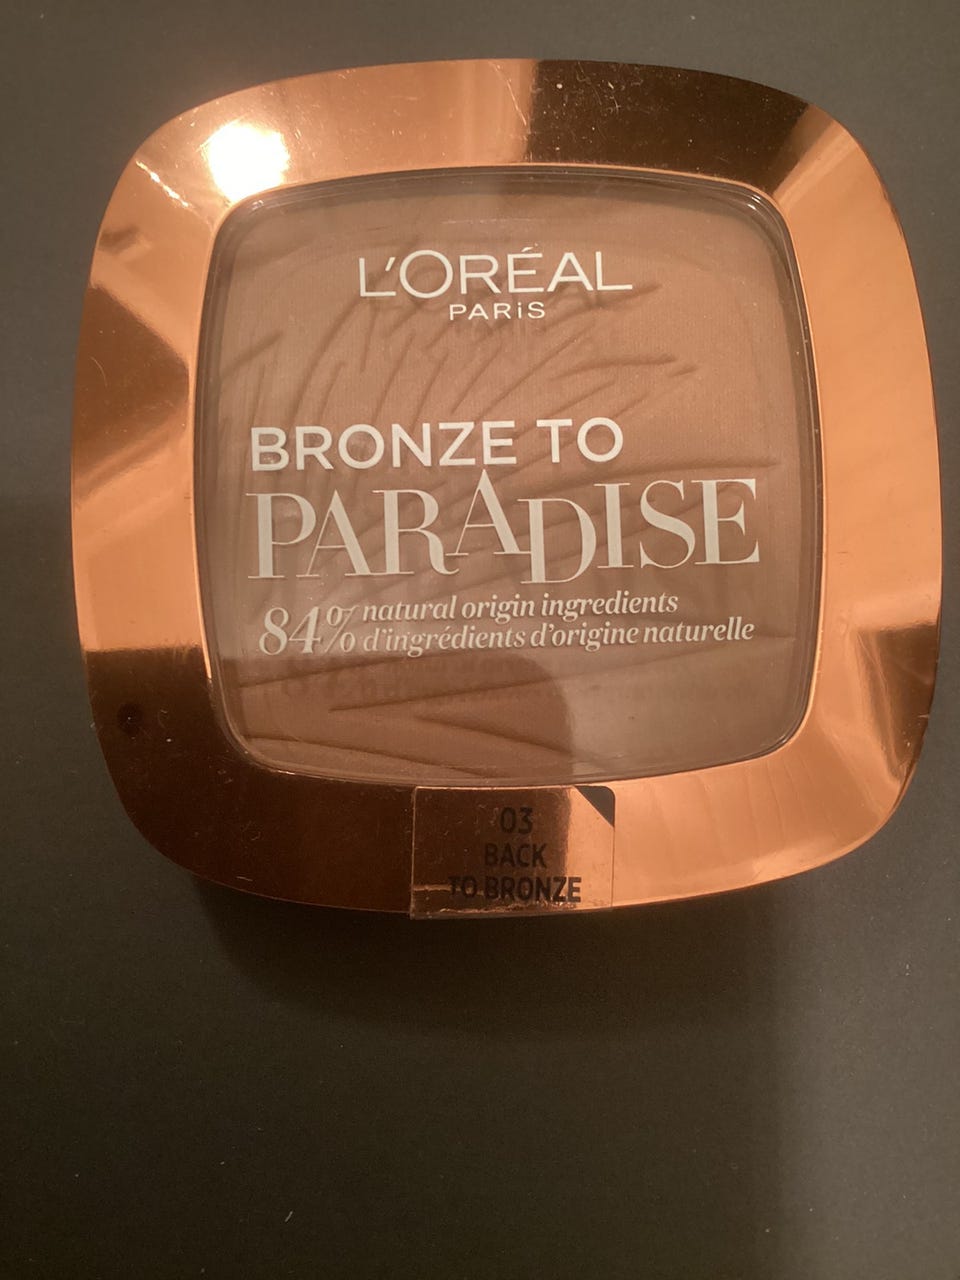 L'ORÉAL
PARiS
BRONZE TO
PARADISE
84% natural origin ingredients
d'ingrédients d'origine naturelle
03
BACK
TO BRONZE